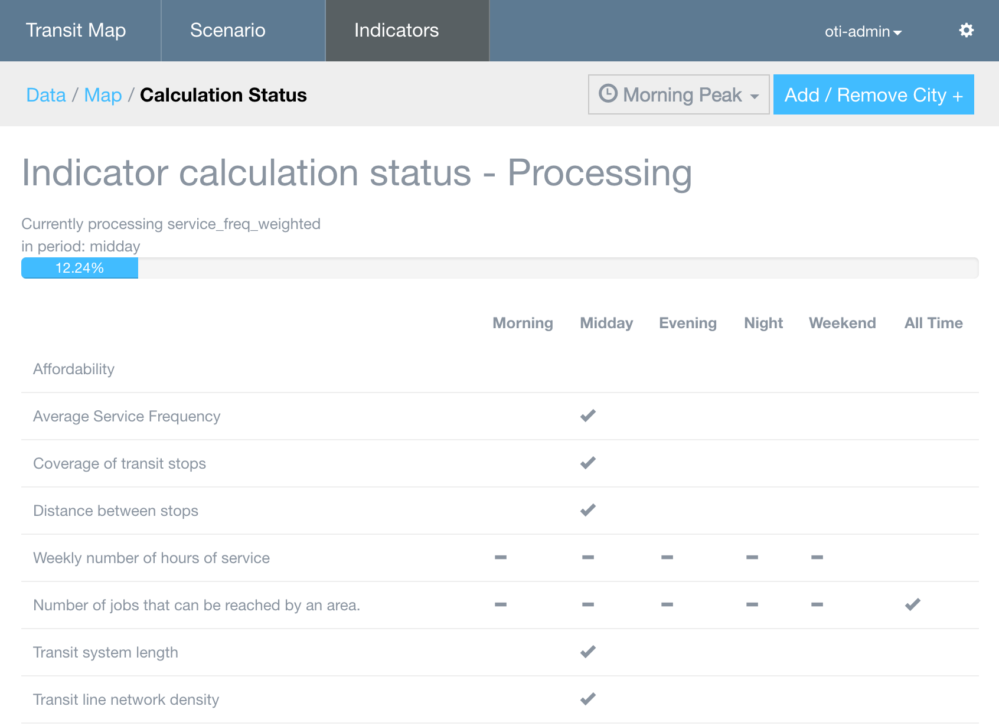 Transit Map Scenario Indicators oti-admin
Data / Map / Calculation Status Morning Peak Add / Remove City +
Indicator calculation status - Processing
Currently processing service_freq_weighted
in period: midday
12.24%
Morning Midday Evening Night Weekend All Time
Affordability
Average Service Frequency
Coverage of transit stops
Distance between stops
Weekly number of hours of service
Number of jobs that can be reached by an area.
Transit system length
Transit line network density